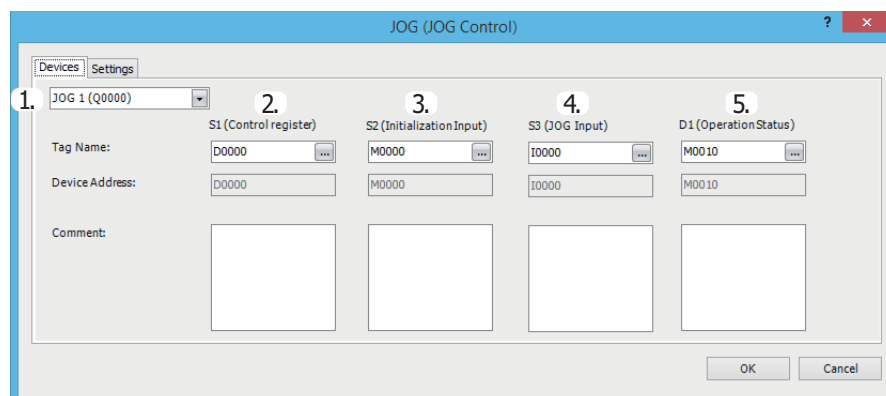 JOG (JOG Control)
?
×
Devices Settings
1. JOG 1 (Q0000)
2. 3. 4. 5.
S1 (Control register) S2 (Initialization Input) S3 (JOG Input) D1 (Operation Status)
Tag Name: D0000 ... M0000 ... I0000 ... M0010 ...
Device Address: D0000 M0000 I0000 M0010
Comment:
OK Cancel